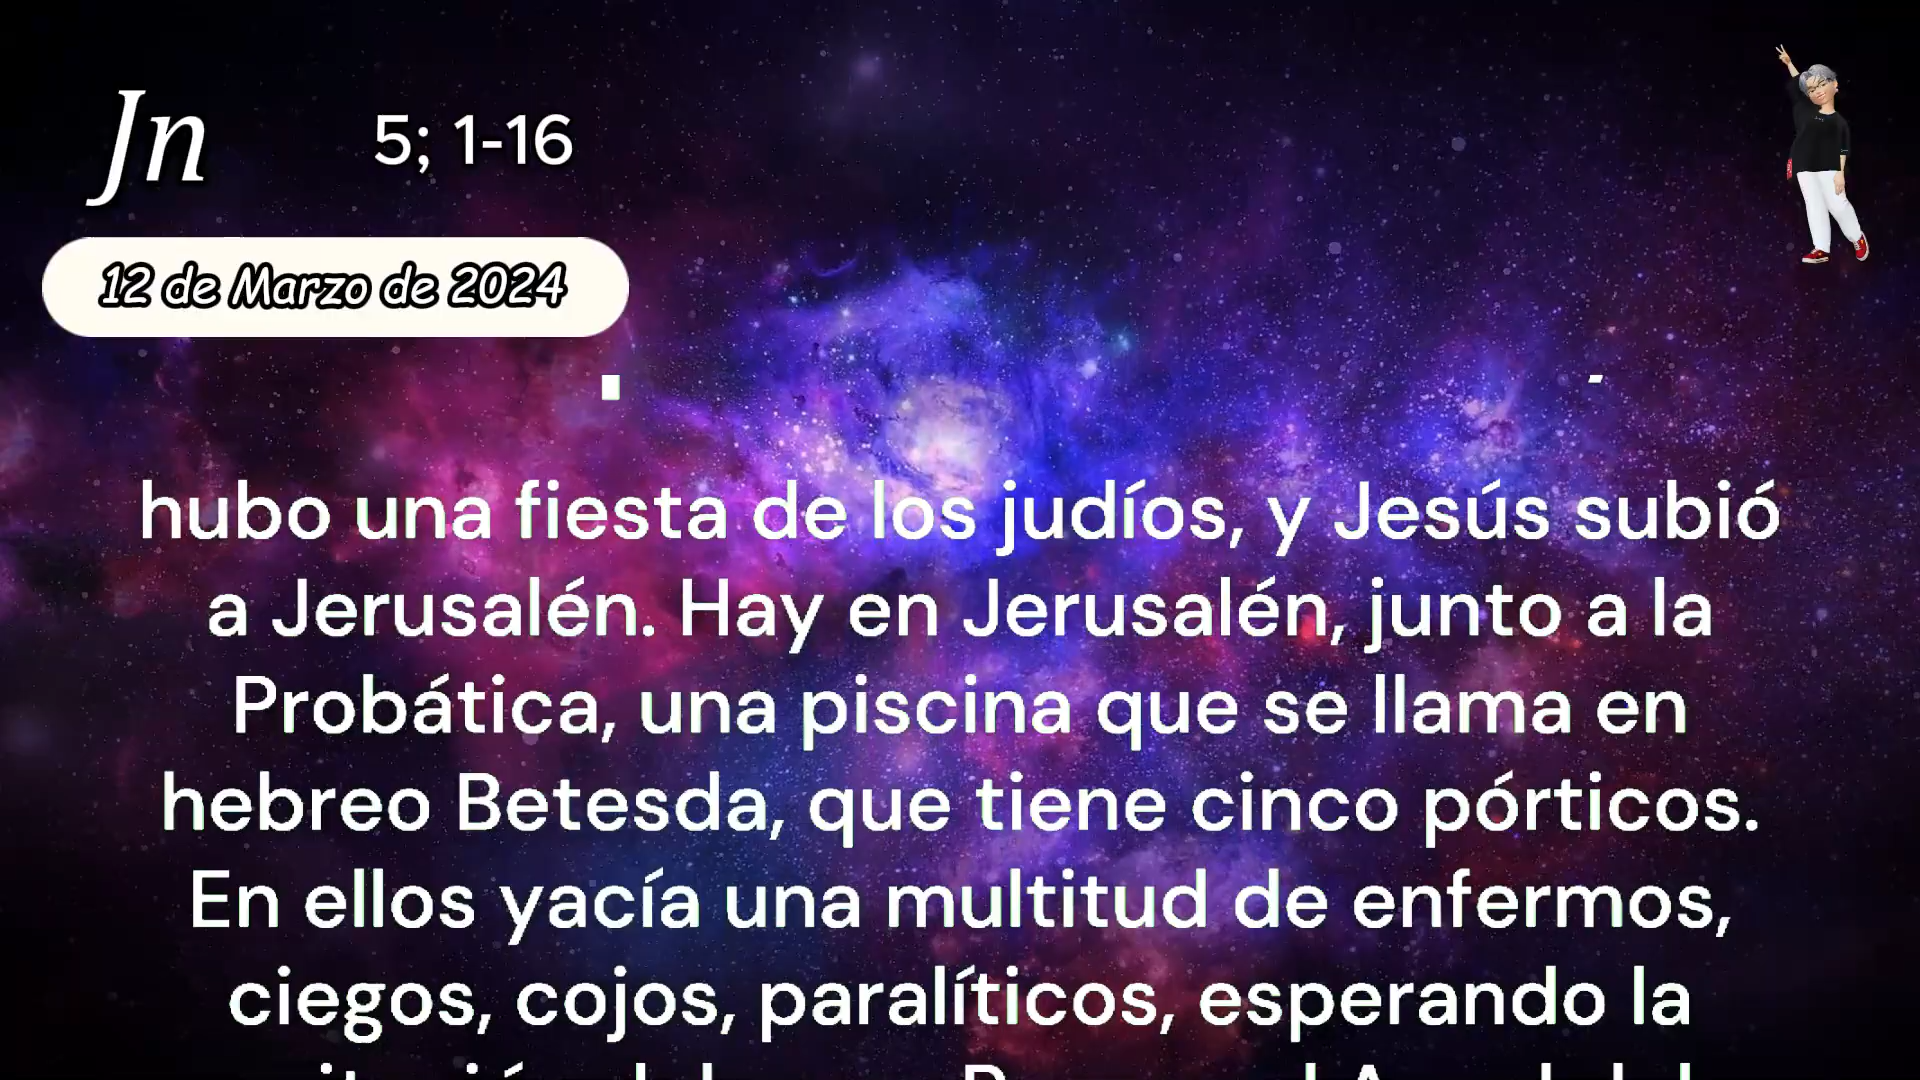 Jn 5; 1-16
12 de Marzo de 2024
hubo una fiesta de los judíos, y Jesús subió
a Jerusalén. Hay en Jerusalén, junto a la
Probática, una piscina que se llama en
hebreo Betesda, que tiene cinco pórticos.
En ellos yacía una multitud de enfermos,
ciegos, cojos, paralíticos, esperando la